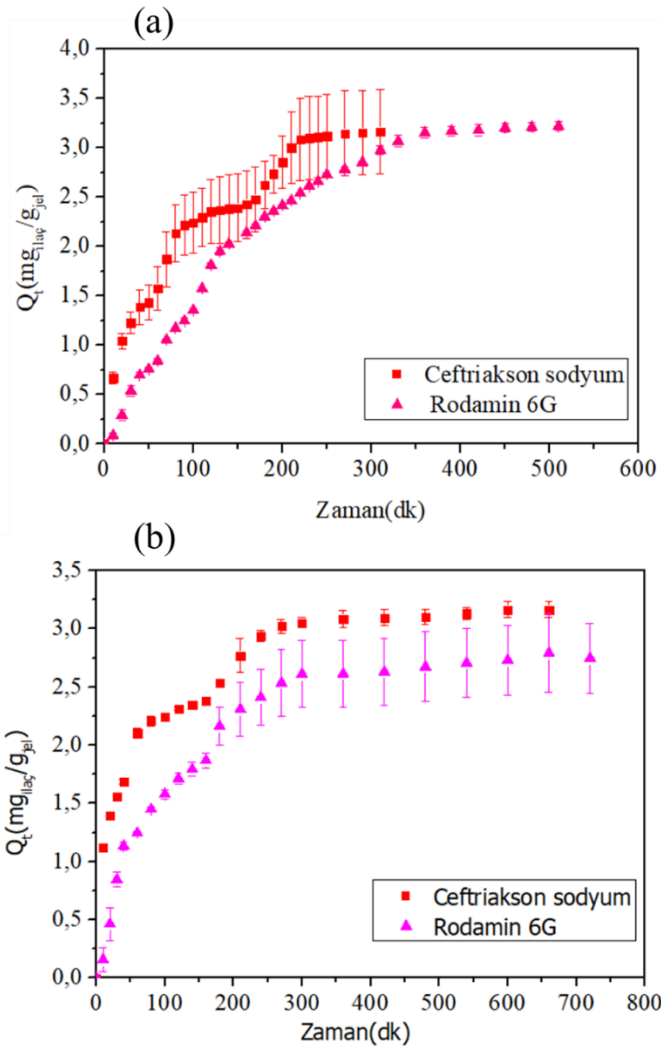 (a)
4,0
3,5
3,0
2,5
2,0
1,5
1,0
0,5
0,0
Qt(mgilaç/gjel)
Ceftriakson sodyum
Rodamin 6G
0 100 200 300 400 500 600
Zaman(dk)
(b)
3,5
3,0
2,5
2,0
1,5
1,0
0,5
0,0
Qt(mgilaç/gjel)
Ceftriakson sodyum
Rodamin 6G
0 100 200 300 400 500 600 700 800
Zaman(dk)